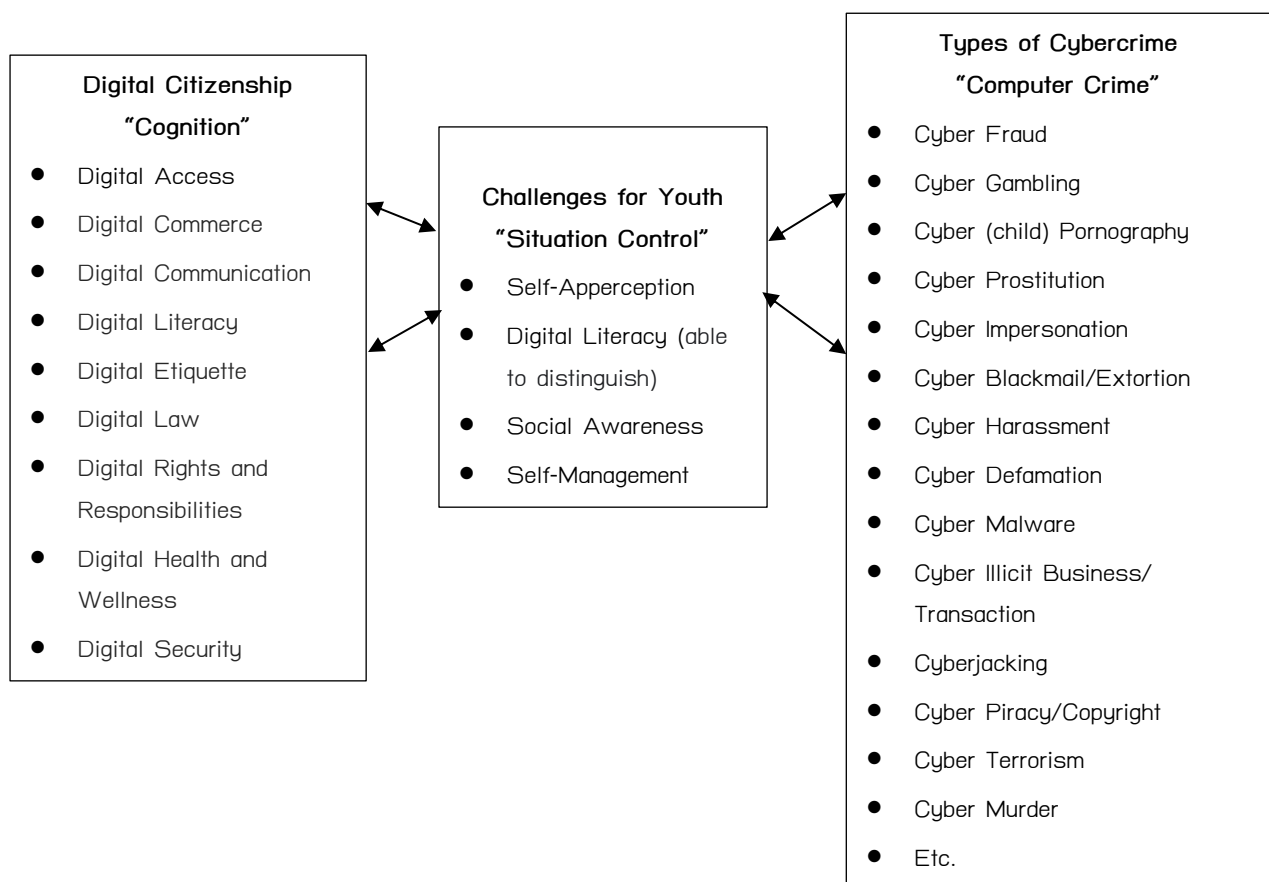 Digital Citizenship
“Cognition”
● Digital Access
● Digital Commerce
● Digital Communication
● Digital Literacy
● Digital Etiquette
● Digital Law
● Digital Rights and
Responsibilities
● Digital Health and
Wellness
● Digital Security
Challenges for Youth
“Situation Control”
● Self-Apperception
● Digital Literacy (able
to distinguish)
● Social Awareness
● Self-Management
Types of Cybercrime
“Computer Crime”
● Cyber Fraud
● Cyber Gambling
● Cyber (child) Pornography
● Cyber Prostitution
● Cyber Impersonation
● Cyber Blackmail/Extortion
● Cyber Harassment
● Cyber Defamation
● Cyber Malware
● Cyber Illicit Business/
Transaction
● Cyberjacking
● Cyber Piracy/Copyright
● Cyber Terrorism
● Cyber Murder
● Etc.